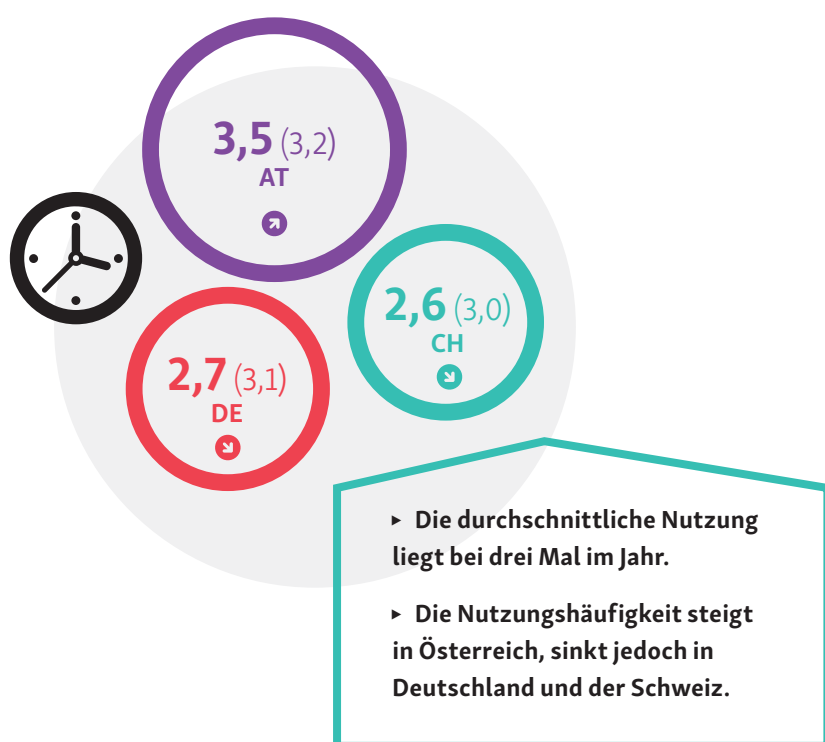 3,5 (3,2)
AT
2,6 (3,0)
CH
2,7 (3,1)
DE
▸ Die durchschnittliche Nutzung
liegt bei drei Mal im Jahr.
▸ Die Nutzungshäufigkeit steigt
in Österreich, sinkt jedoch in
Deutschland und der Schweiz.